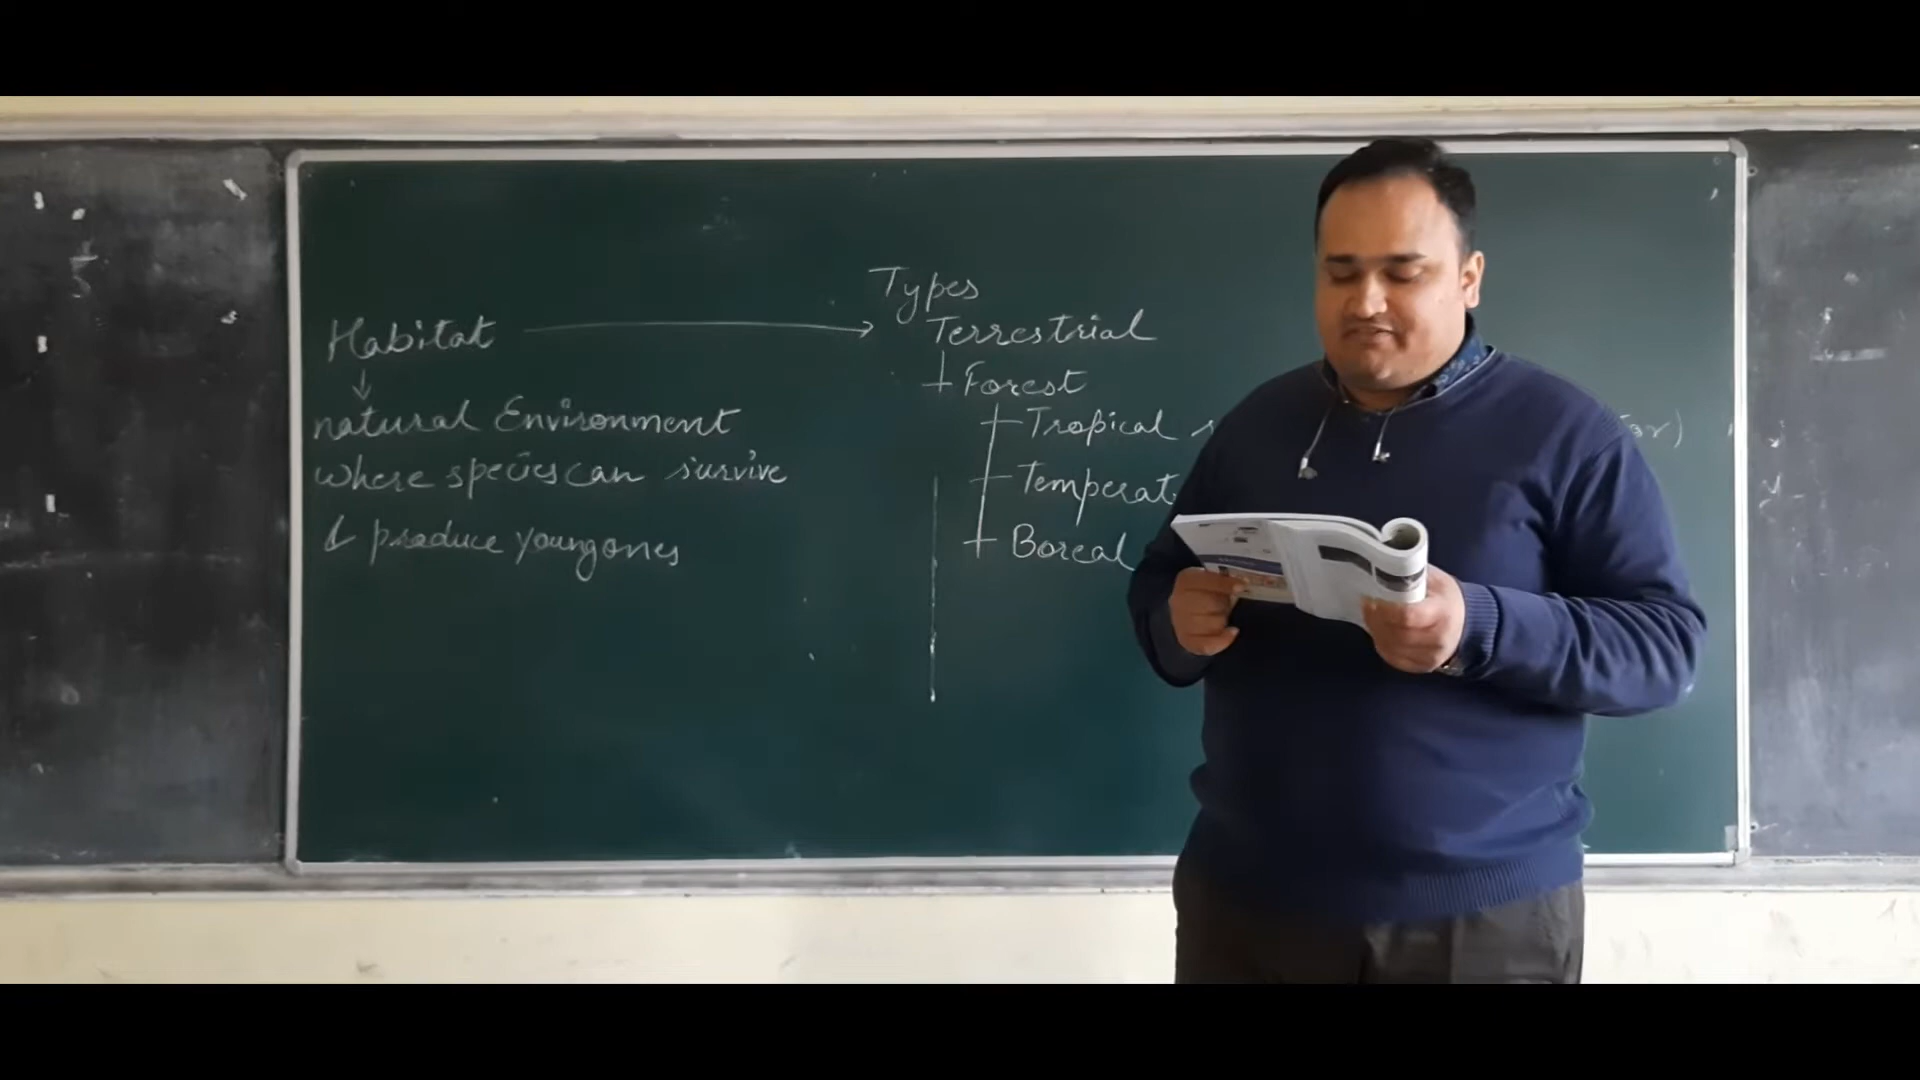 Types
Habitat → Terrestrial
Forest
natural Environment
where species can survive
& produce youngones
Tropical
Temperat
Boreal